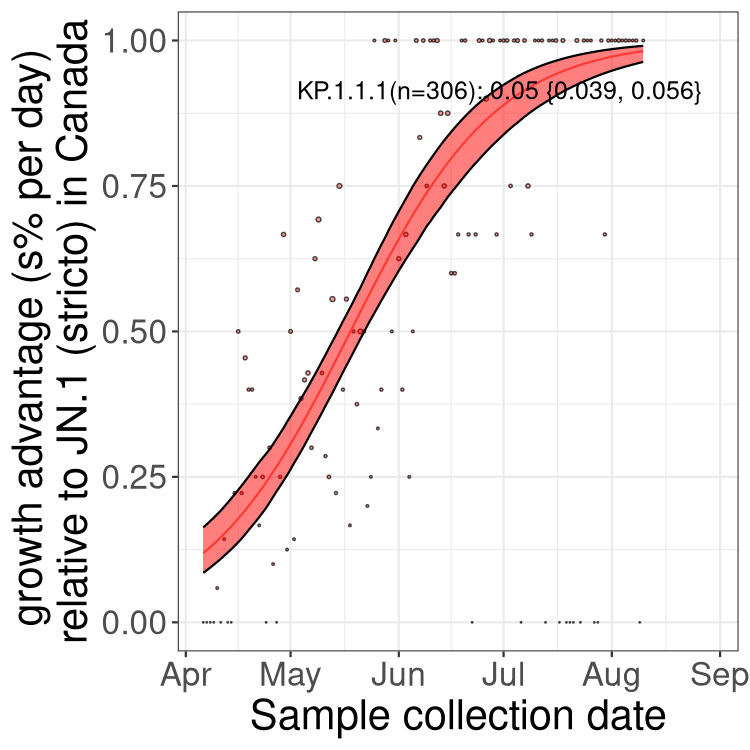 growth advantage (s% per day)
relative to JN.1 (stricto) in Canada
1.00
0.75
0.50
0.25
0.00
KP.1.1.1(n=306): 0.05 {0.039, 0.056}
Apr May Jun Jul Aug Sep
Sample collection date